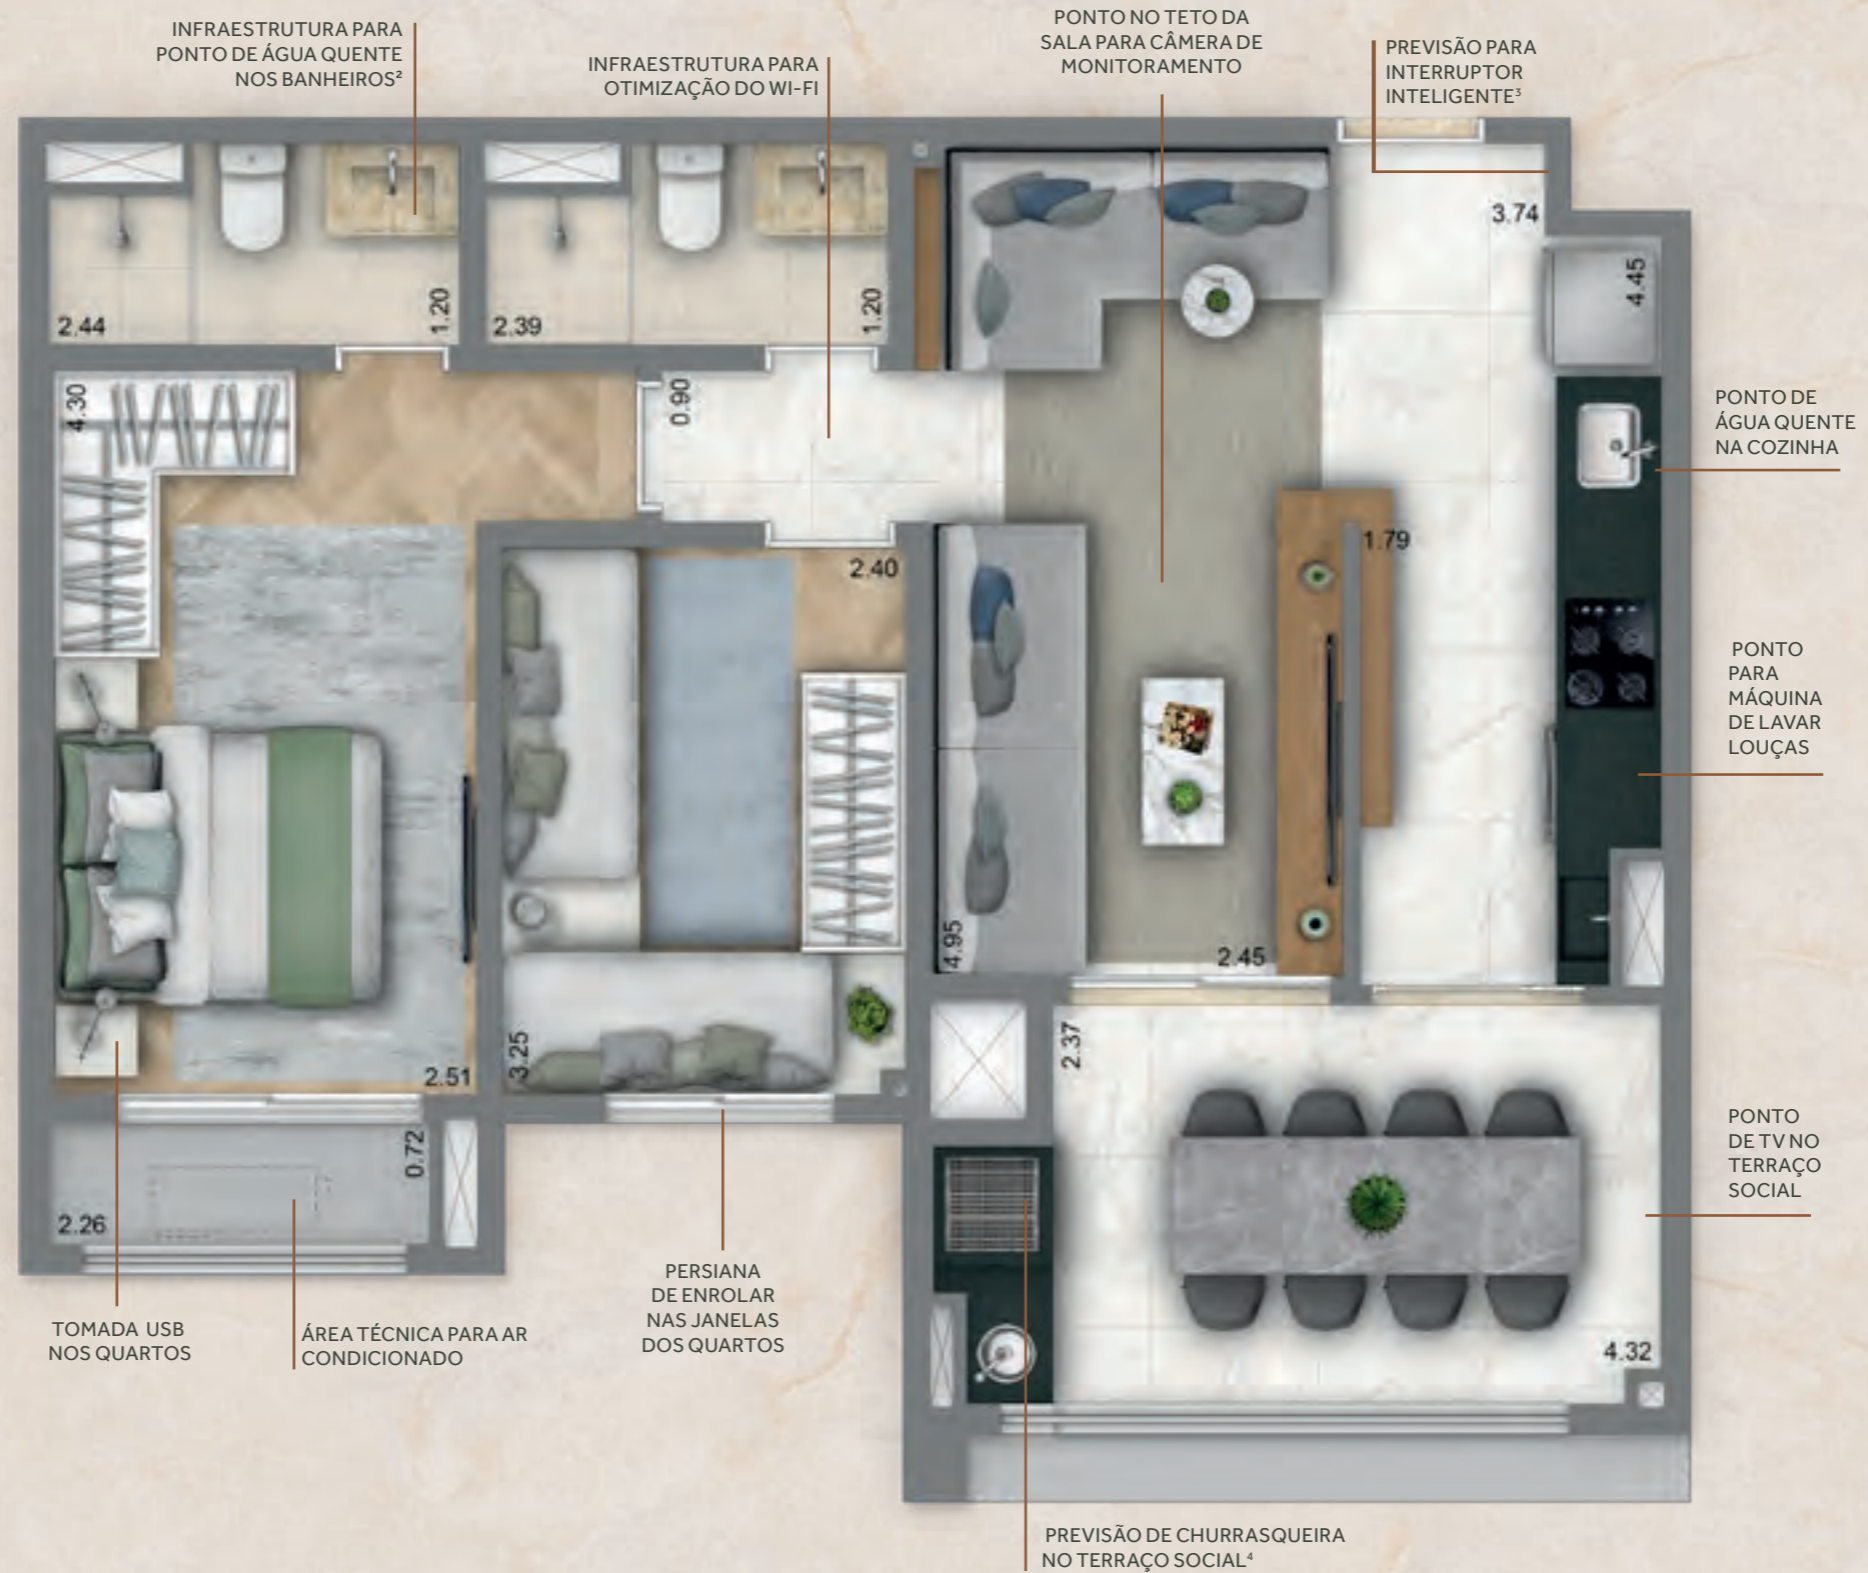 INFRAESTRUTURA PARA
PONTO DE ÁGUA QUENTE
NOS BANHEIROS²
INFRAESTRUTURA PARA
OTIMIZAÇÃO DO WI-FI
PONTO NO TETO DA
SALA PARA CÂMERA DE
MONITORAMENTO
PREVISÃO PARA
INTERRUPTOR
INTELIGENTE³
3.74
4.45
2.44
1.20
2.39
1.20
4.30
0.90
PONTO DE
ÁGUA QUENTE
NA COZINHA
2.40
1.79
PONTO
PARA
MÁQUINA
DE LAVAR
LOUÇAS
4.95
2.45
2.51
3.25
2.37
0.72
2.26
PONTO
DE TV NO
TERRAÇO
SOCIAL
4.32
TOMADA USB
NOS QUARTOS
ÁREA TÉCNICA PARA AR
CONDICIONADO
PERSIANA
DE ENROLAR
NAS JANELAS
DOS QUARTOS
PREVISÃO DE CHURRASQUEIRA
NO TERRAÇO SOCIAL⁴